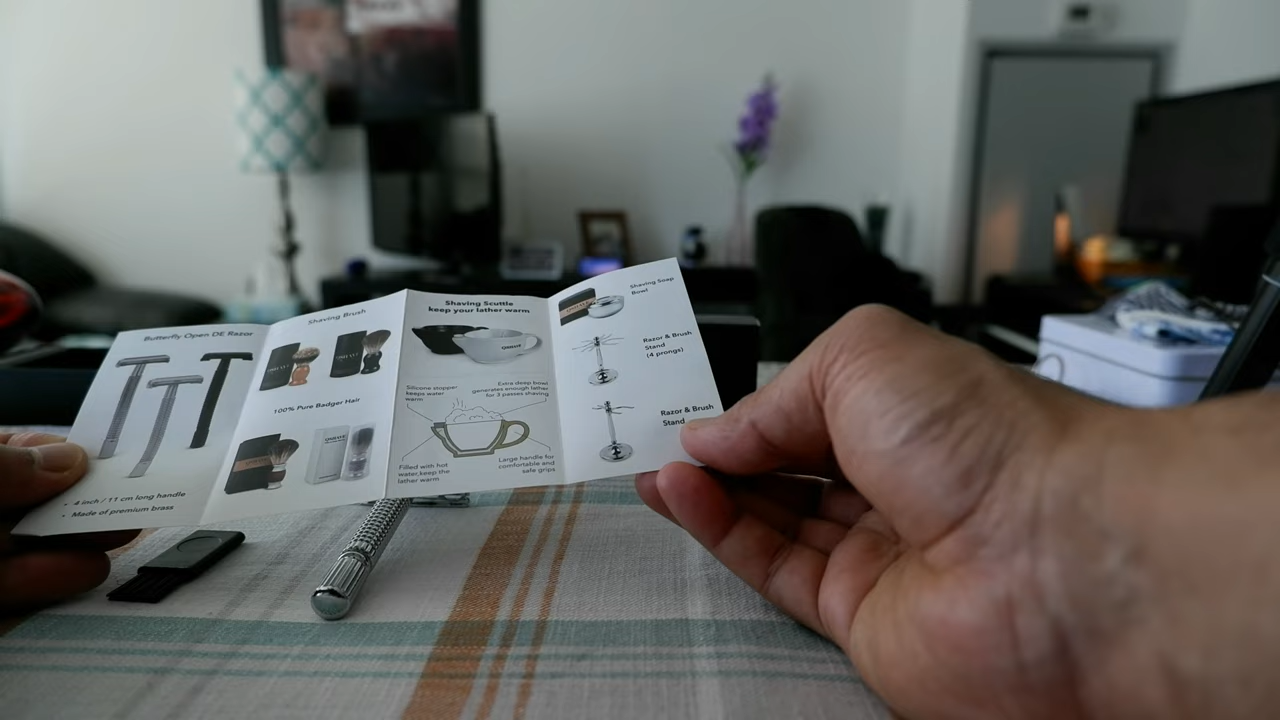 Butterfly Open DE Razor
• 4 inch / 11 cm long handle
• Made of premium brass
Shaving Brush
100% Pure Badger Hair
Shaving Scuttle
keep your lather warm
Silicone stopper
keeps water
warm
Extra deep bowl
generates enough lather
for 3 passes shaving
Filled with hot
water,keep the
lather warm
Large handle for
comfortable and
safe grips
Shaving Soap
Bowl
Razor & Brush
Stand
(4 prongs)
Razor & Brush
Stand